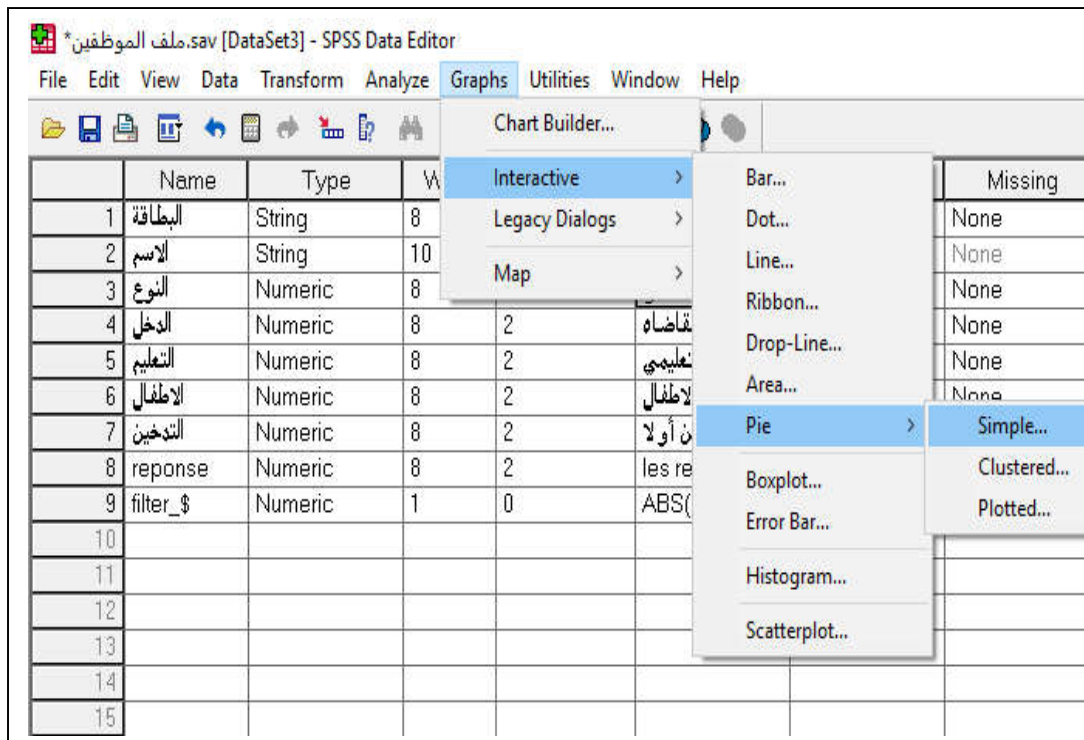 *ملف الموظفين.sav [DataSet3] - SPSS Data Editor
File Edit View Data Transform Analyze Graphs Utilities Window Help
Chart Builder...
Interactive
Legacy Dialogs
Map
Bar...
Dot...
Line...
Ribbon...
Drop-Line...
Area...
Pie
Boxplot...
Error Bar...
Histogram...
Scatterplot...
Simple...
Clustered...
Plotted...
Name Type W Missing
1 البطاقة String 8 None
2 الاسم String 10 None
3 النوع Numeric 8 None
4 الدخل Numeric 8 2 None
5 التعليم Numeric 8 2 None
6 الاطفال Numeric 8 2 None
7 التدخين Numeric 8 2 ن أو لا
8 reponse Numeric 8 2 les re
9 filter_$ Numeric 1 0 ABS(
10
11
12
13
14
15